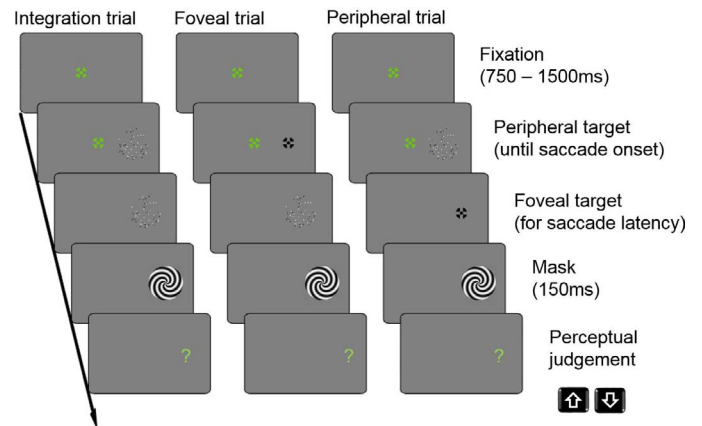 Integration trial
Foveal trial
Peripheral trial
Fixation
(750 – 1500ms)
Peripheral target
(until saccade onset)
Foveal target
(for saccade latency)
Mask
(150ms)
?
?
?
Perceptual
judgement